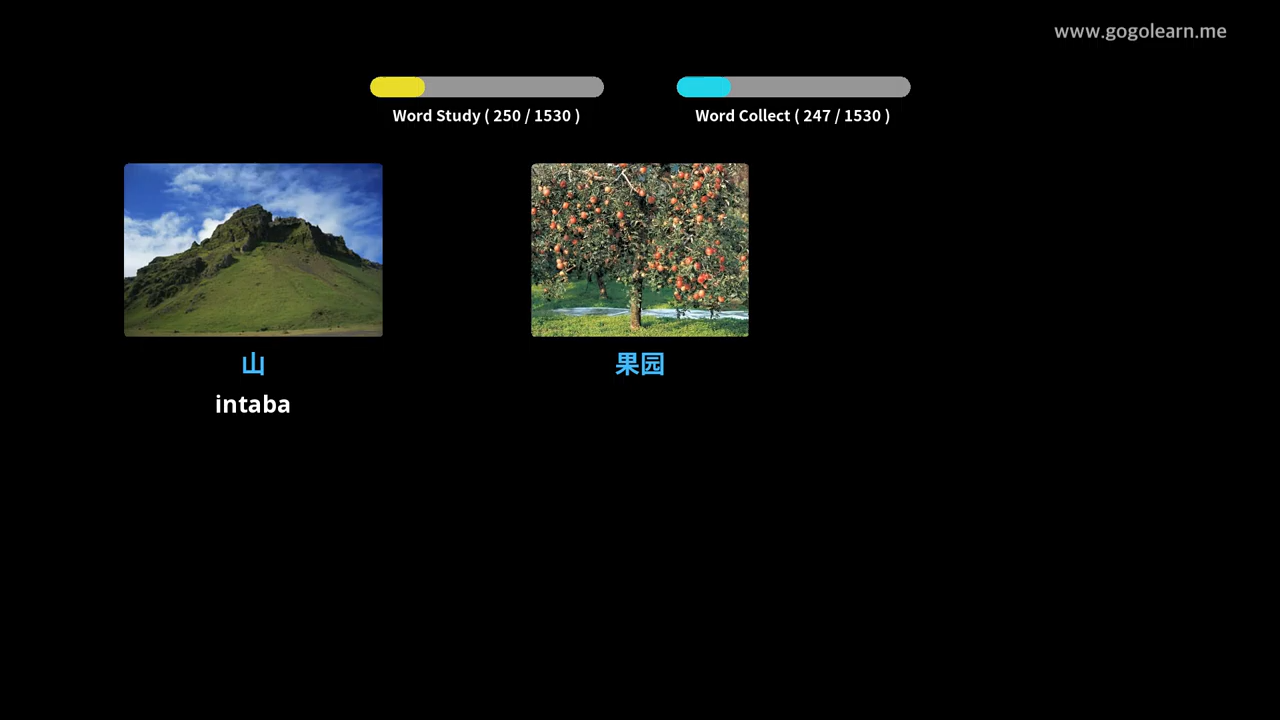 www.gogolearn.me
Word Study ( 250 / 1530 )
Word Collect ( 247 / 1530 )
山
intaba
果园